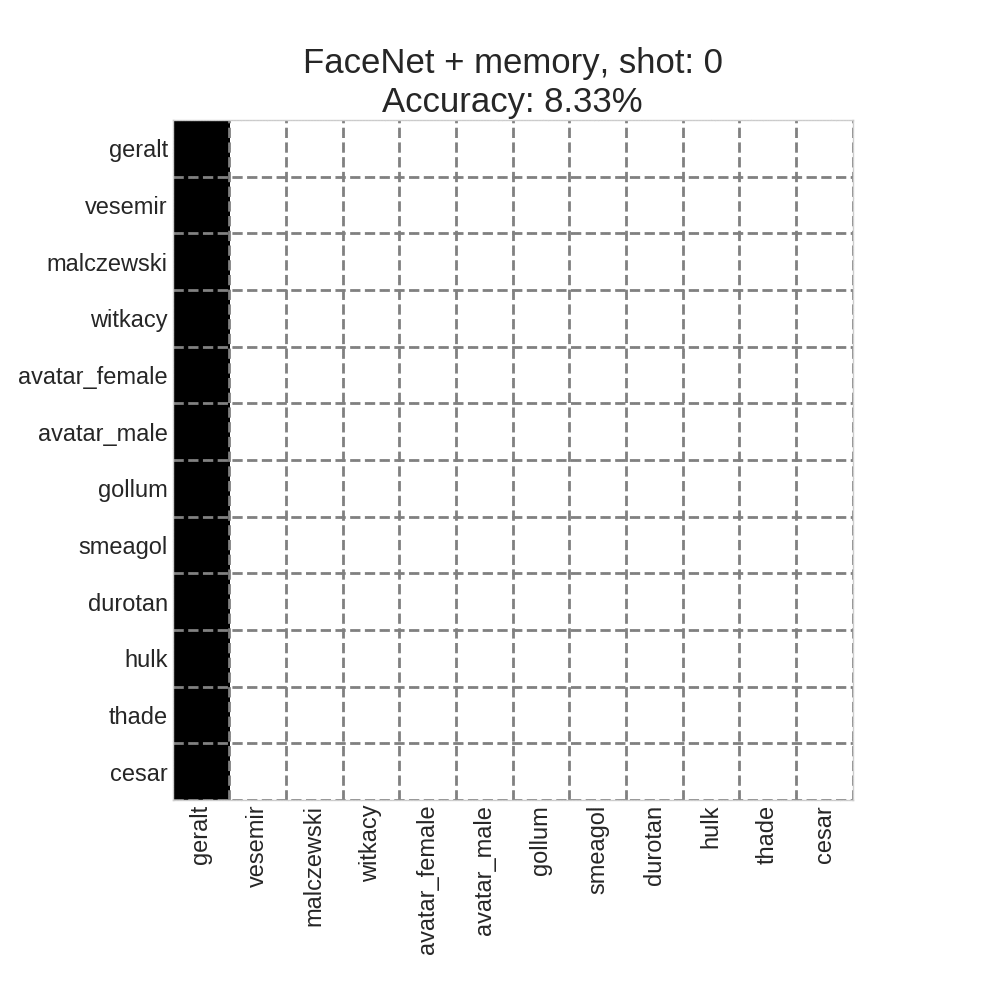 FaceNet + memory, shot: 0
Accuracy: 8.33%
geralt
vesemir
malczewski
witkacy
avatar_female
avatar_male
gollum
smeagol
durotan
hulk
thade
cesar
geralt
vesemir
malczewski
witkacy
avatar_female
avatar_male
gollum
smeagol
durotan
hulk
thade
cesar